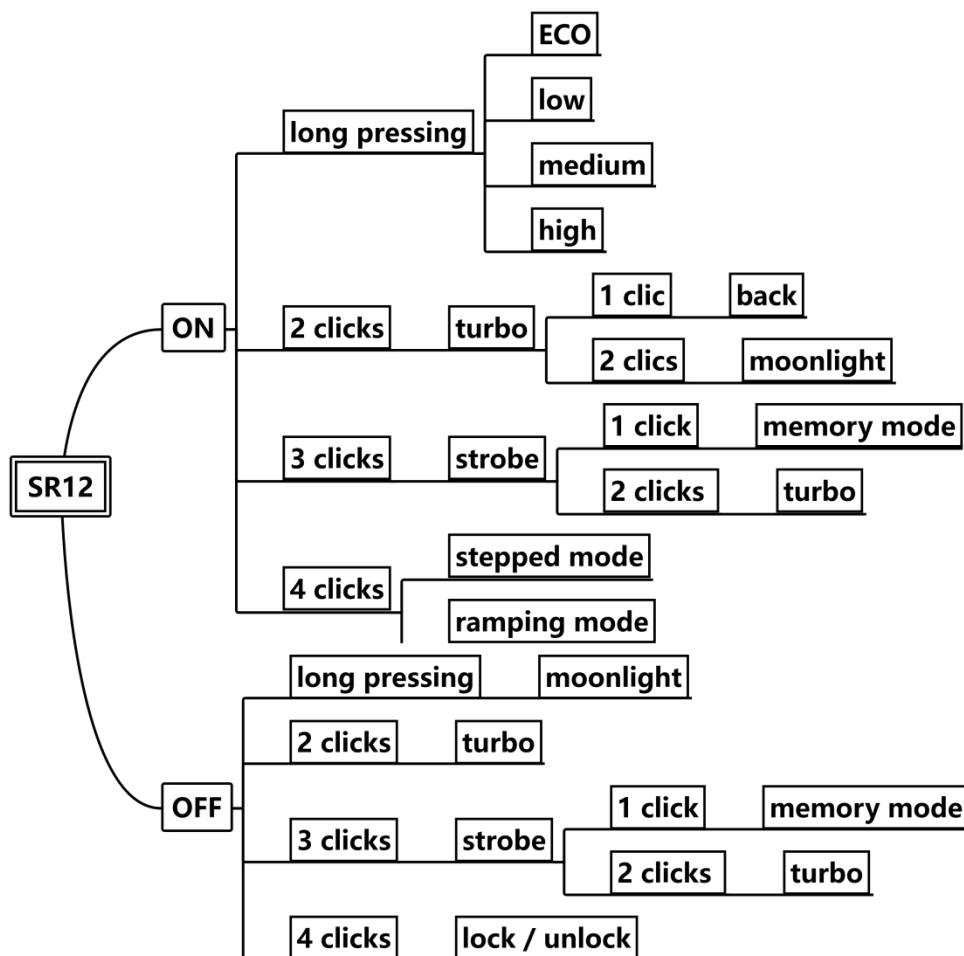 ECO
low
long pressing
medium
high
1 clic back
ON 2 clicks turbo
2 clics moonlight
1 click memory mode
3 clicks strobe
SR12 2 clicks turbo
stepped mode
4 clicks
ramping mode
long pressing moonlight
2 clicks turbo
OFF 1 click memory mode
3 clicks strobe
2 clicks turbo
4 clicks lock / unlock